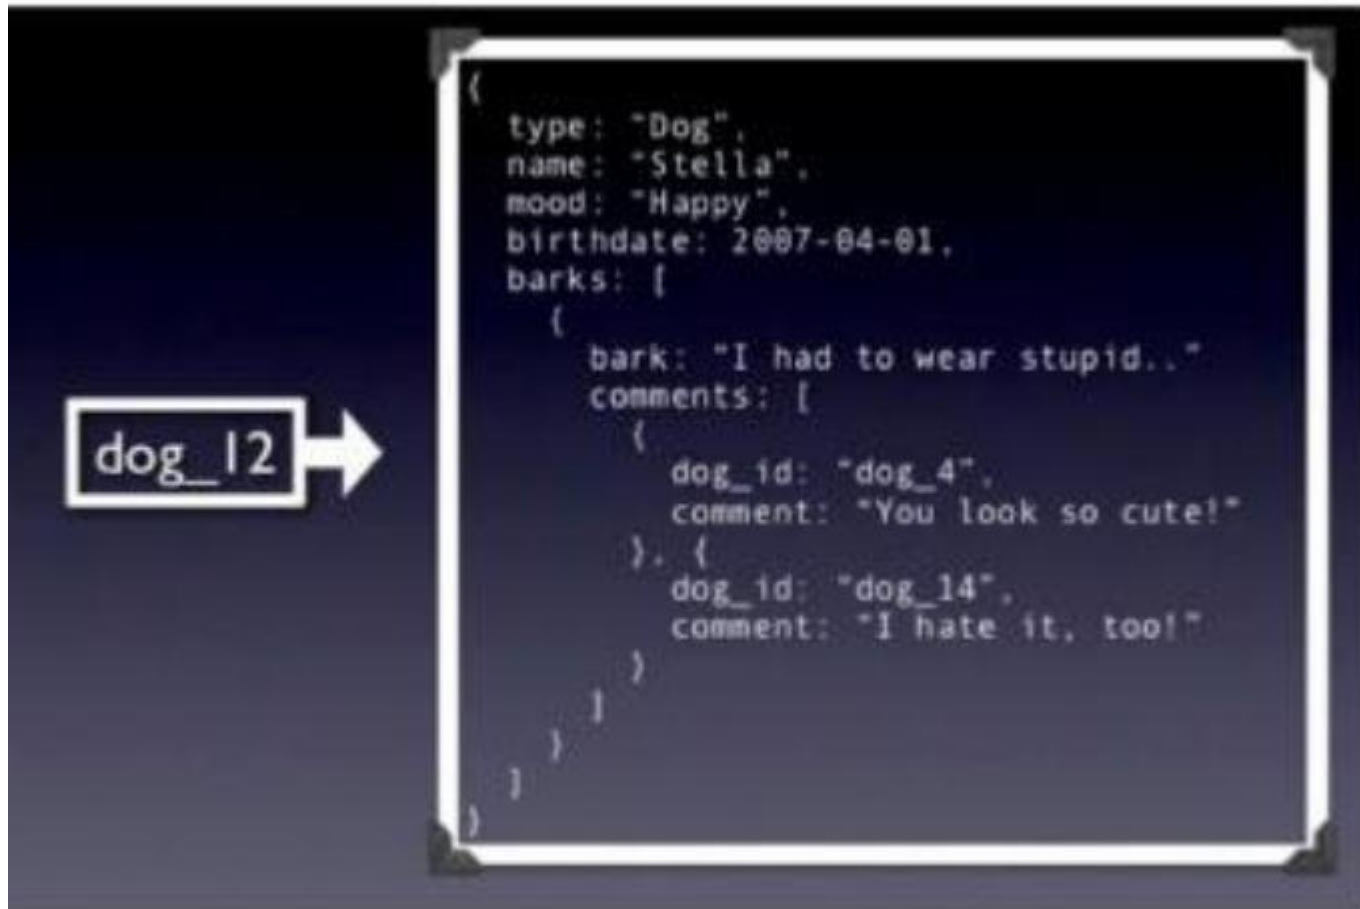 dog_12
{
type: "Dog",
name: "Stella",
mood: "Happy",
birthdate: 2007-04-01,
barks: [
{
bark: "I had to wear stupid.."
comments: [
{
dog_id: "dog_4",
comment: "You look so cute!"
}, {
dog_id: "dog_14",
comment: "I hate it, too!"
}
]
}
]
}